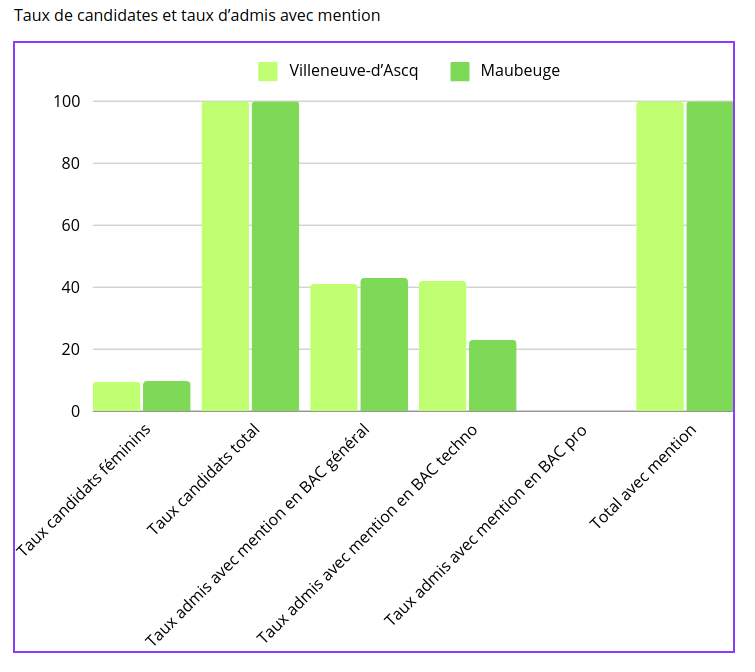 Taux de candidates et taux d’admis avec mention
Villeneuve-d’Ascq
Maubeuge
100
80
60
40
20
0
Taux candidats féminins
Taux candidats total
Taux admis avec mention en BAC général
Taux admis avec mention en BAC techno
Taux admis avec mention en BAC pro
Total avec mention